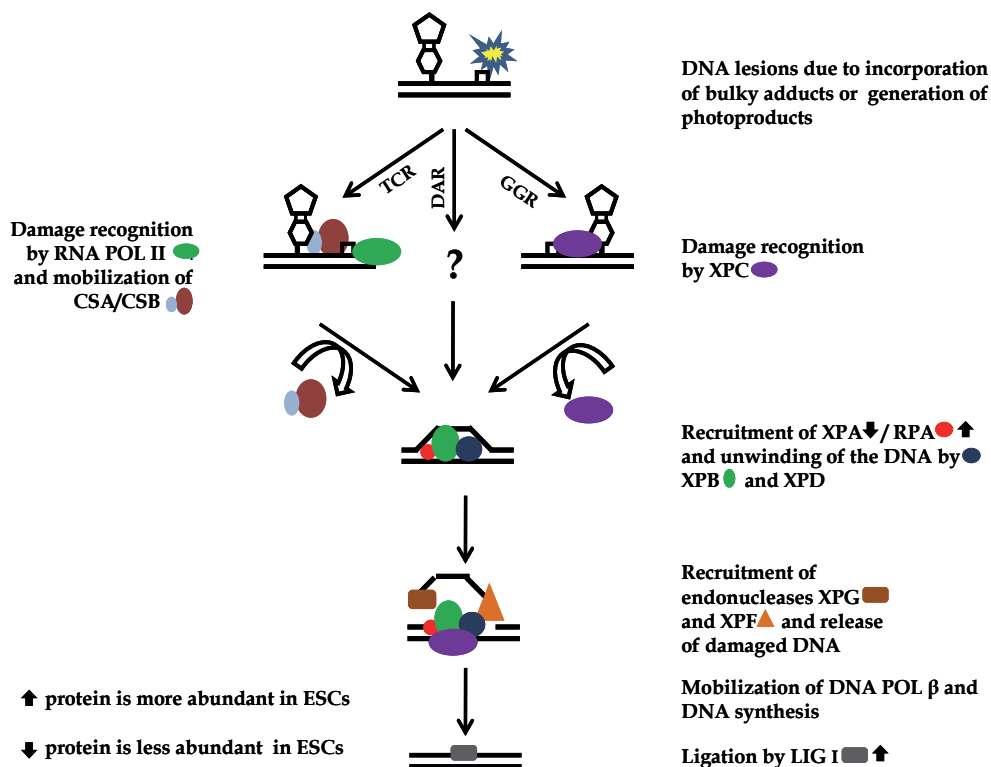 DNA lesions due to incorporation
of bulky adducts or generation of
photoproducts
TCR
DAR
GGR
Damage recognition
by RNA POL II
and mobilization of
CSA/CSB
?
Damage recognition
by XPC
Recruitment of XPA⬇/ RPA ⬆
and unwinding of the DNA by
XPB and XPD
Recruitment of
endonucleases XPG
and XPF and release
of damaged DNA
Mobilization of DNA POL β and
DNA synthesis
Ligation by LIG I ⬆
⬆ protein is more abundant in ESCs
⬇ protein is less abundant in ESCs